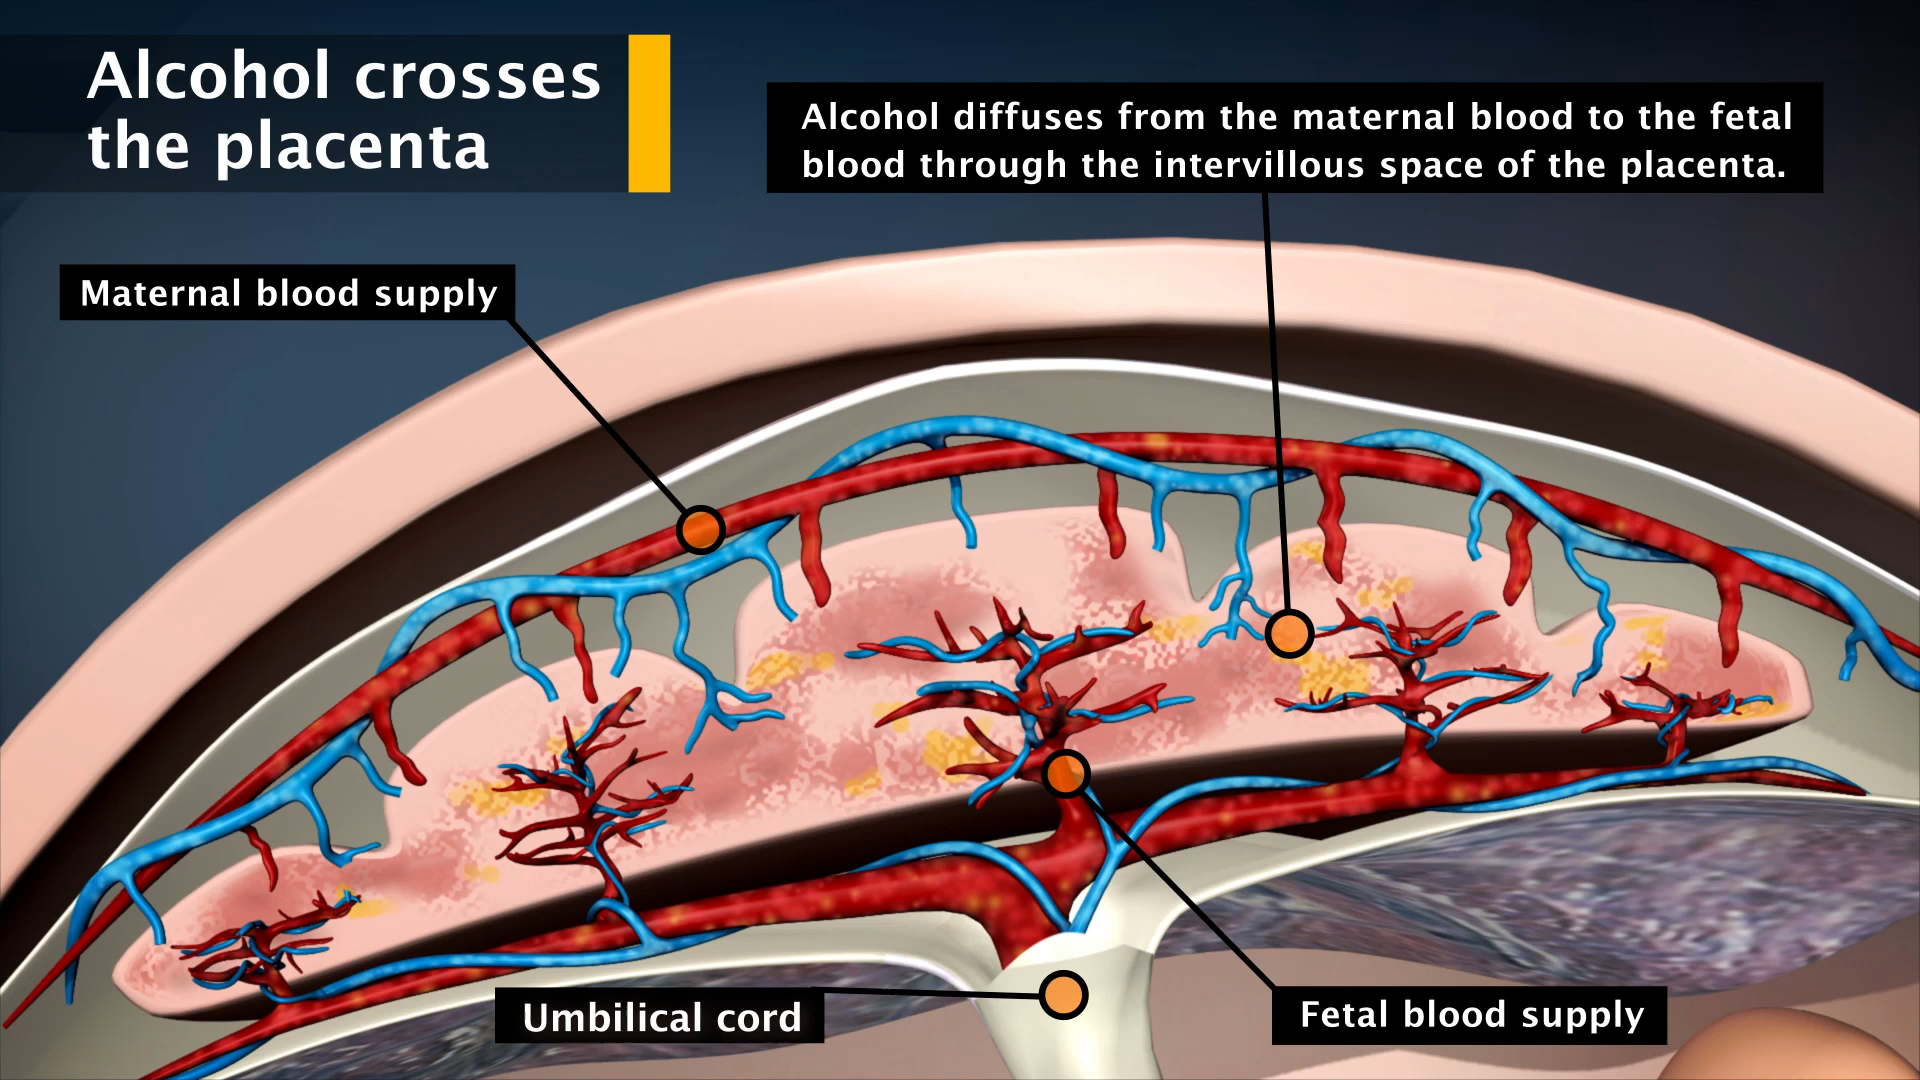 Alcohol crosses
the placenta
Alcohol diffuses from the maternal blood to the fetal
blood through the intervillous space of the placenta.
Maternal blood supply
Umbilical cord
Fetal blood supply